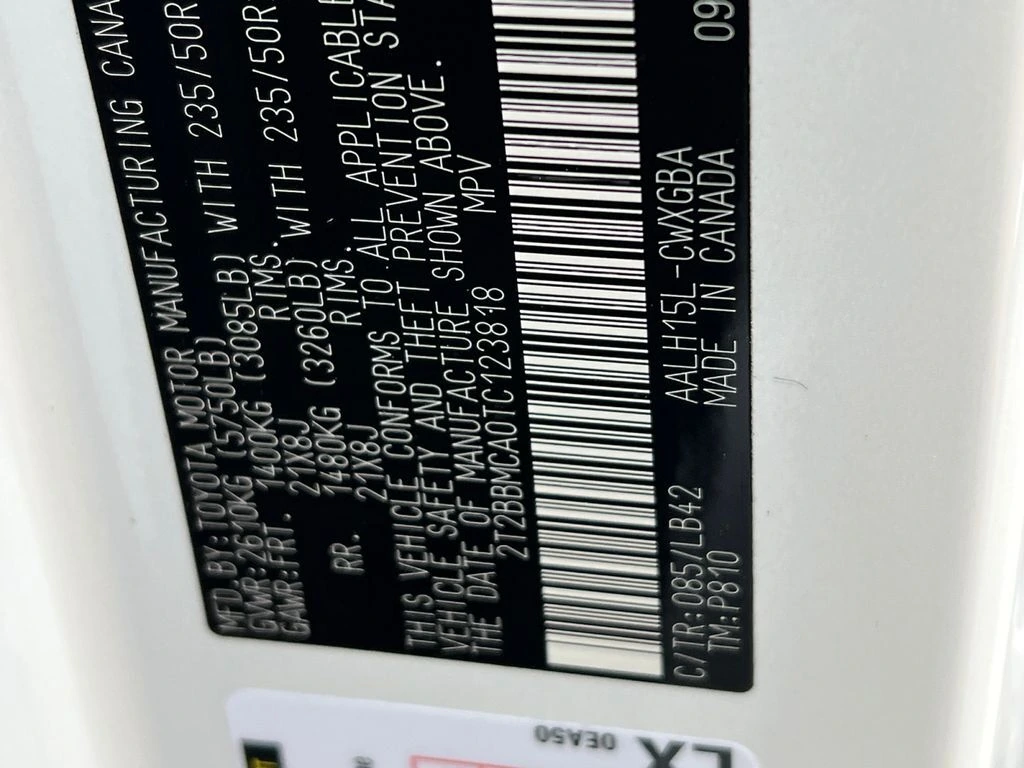 MFD BY:TOYOTA MOTOR MANUFACTURING CANA
GVWR:2610KG (5750LB)
GAWR:FRT. 1400KG (3085LB) WITH 235/50R
21X8J RIMS.
RR. 1480KG (3260LB) WITH 235/50R
21X8J RIMS.
THIS VEHICLE CONFORMS TO ALL APPLICABLE
VEHICLE SAFETY AND THEFT PREVENTION STA
THE DATE OF MANUFACTURE SHOWN ABOVE.
2T2BBMCA0TC123818 MPV
09
C/TR:085/LB42 AALH15L-CWXGBA
TM:P810 MADE IN CANADA
0EA50